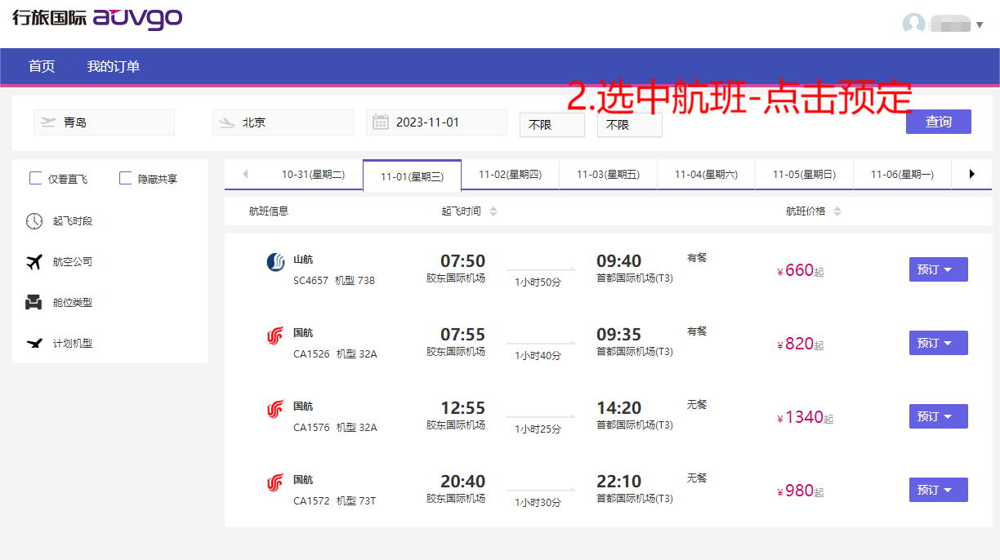 行旅国际 auvgo
首页 我的订单
2.选中航班-点击预定
青岛 北京 2023-11-01 不限 不限 查询
仅看直飞 隐藏共享
起飞时段
航空公司
舱位类型
计划机型
10-31(星期二) 11-01(星期三) 11-02(星期四) 11-03(星期五) 11-04(星期六) 11-05(星期日) 11-06(星期一)
航班信息 起飞时间 航班价格
山航 07:50 09:40 有餐
SC4657 机型 738 胶东国际机场 1小时50分 首都国际机场(T3) ¥660起 预订
国航 07:55 09:35 有餐
CA1526 机型 32A 胶东国际机场 1小时40分 首都国际机场(T3) ¥820起 预订
国航 12:55 14:20 无餐
CA1576 机型 32A 胶东国际机场 1小时25分 首都国际机场(T3) ¥1340起 预订
国航 20:40 22:10 无餐
CA1572 机型 73T 胶东国际机场 1小时30分 首都国际机场(T3) ¥980起 预订